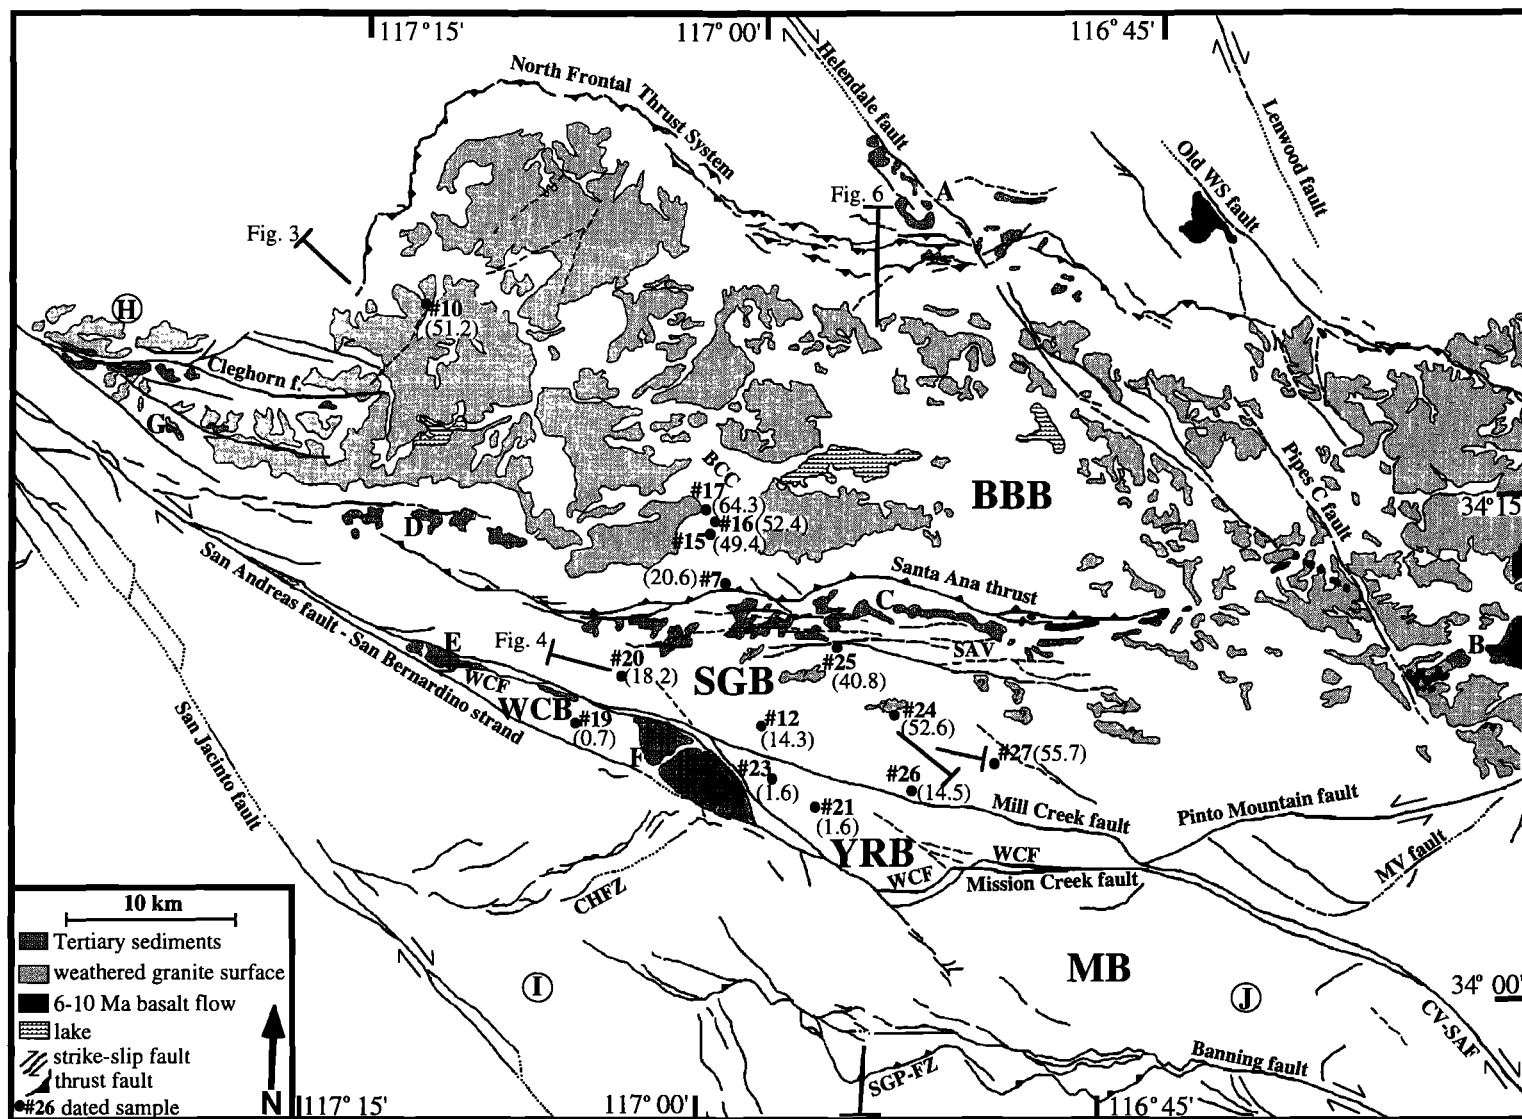 117° 15'
117° 00'
116° 45'
North Frontal Thrust System
Helendale fault
Lenwood fault
Old WS fault
Fig. 6
A
Fig. 3
H
#10
(51.2)
Cleghorn f.
G
BCC
#17
(64.3)
#16(52.4)
#15
(49.4)
BBB
Pipes C. fault
34° 15'
D
(20.6)#7
Santa Ana thrust
C
San Andreas fault - San Bernardino strand
E
Fig. 4
WCF
#20
(18.2)
SGB
#25
(40.8)
SAV
B
WCB
#19
(0.7)
F
#12
(14.3)
#24
(52.6)
#27(55.7)
San Jacinto fault
#23
(1.6)
#21
(1.6)
#26
(14.5)
Mill Creek fault
Pinto Mountain fault
YRB
WCF
WCF
Mission Creek fault
MV fault
CHFZ
MB
I
J
34° 00'
CV-SAF
Banning fault
SGP-FZ
10 km
Tertiary sediments
weathered granite surface
6-10 Ma basalt flow
lake
strike-slip fault
thrust fault
#26 dated sample
N
117° 15'
117° 00'
116° 45'